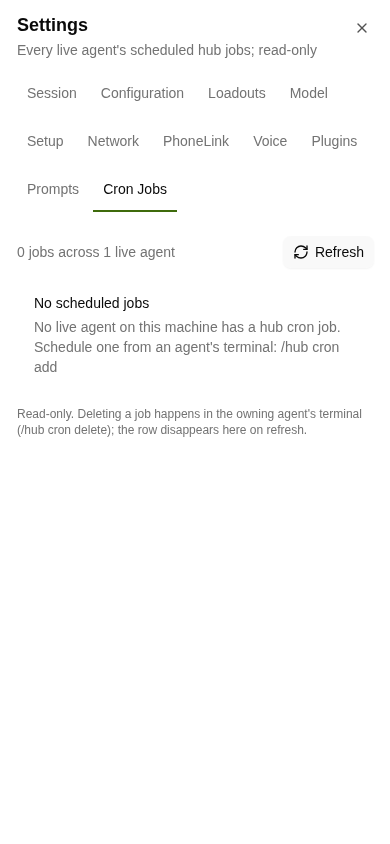 Settings
Every live agent's scheduled hub jobs; read-only
Session Configuration Loadouts Model
Setup Network PhoneLink Voice Plugins
Prompts Cron Jobs
0 jobs across 1 live agent
Refresh
No scheduled jobs
No live agent on this machine has a hub cron job.
Schedule one from an agent's terminal: /hub cron
add
Read-only. Deleting a job happens in the owning agent's terminal
(/hub cron delete); the row disappears here on refresh.